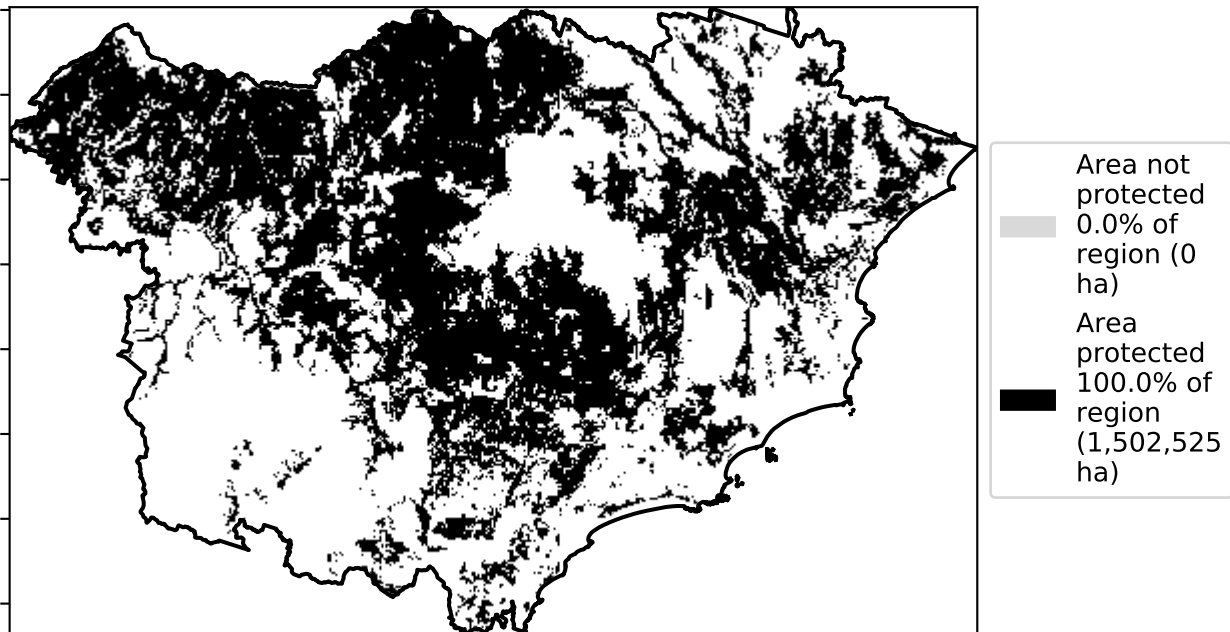 Area not
protected
0.0% of
region (0
ha)
Area
protected
100.0% of
region
(1,502,525
ha)